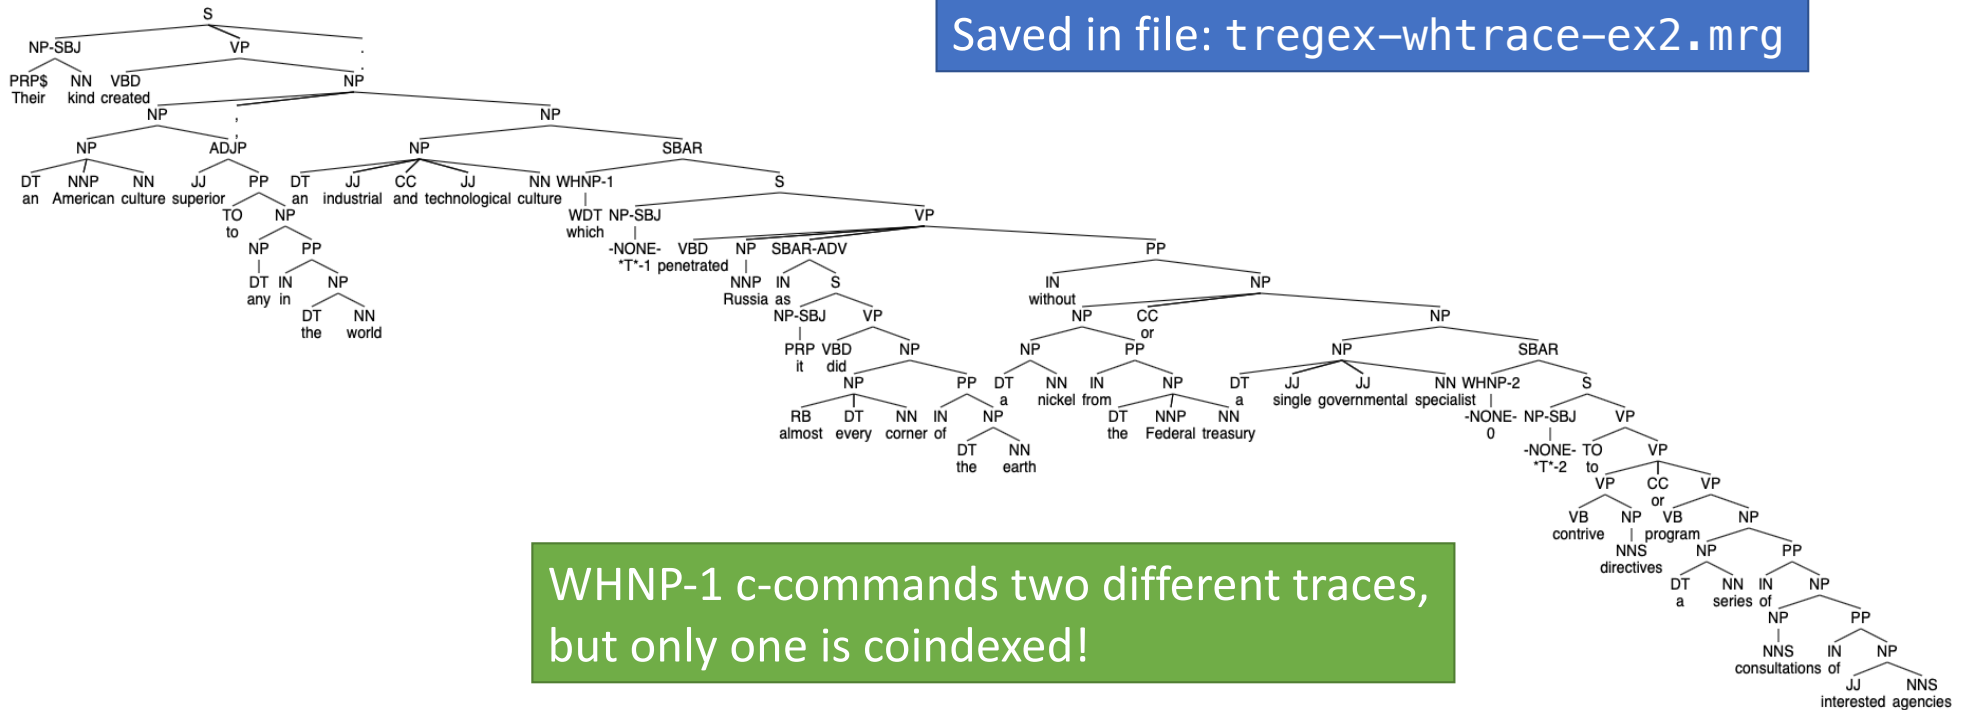 Saved in file: tregex-whtrace-ex2.mrg
S
NP-SBJ VP .
.
PRP$ NN VBD NP
Their kind created
NP , NP
,
NP ADJP NP SBAR
DT NNP NN JJ PP DT JJ CC JJ NN WHNP-1 S
an American culture superior an industrial and technological culture
TO NP WDT NP-SBJ VP
to which
NP PP -NONE- VBD NP SBAR-ADV PP
*T*-1 penetrated
DT IN NP NNP IN S IN NP
any in Russia as without
DT NN NP-SBJ VP NP CC NP
the world or
PRP VBD NP NP PP NP SBAR
it did
NP PP DT NN IN NP DT JJ JJ NN WHNP-2 S
a nickel from a single governmental specialist
RB DT NN IN NP DT NNP NN -NONE- NP-SBJ VP
almost every corner of the Federal treasury 0
DT NN -NONE- TO VP
the earth *T*-2 to
VP CC VP
or
VB NP VB NP
contrive program
NNS NP PP
directives
DT NN IN NP
a series of
NP PP
NNS IN NP
consultations of
JJ NNS
interested agencies
WHNP-1 c-commands two different traces,
but only one is coindexed!